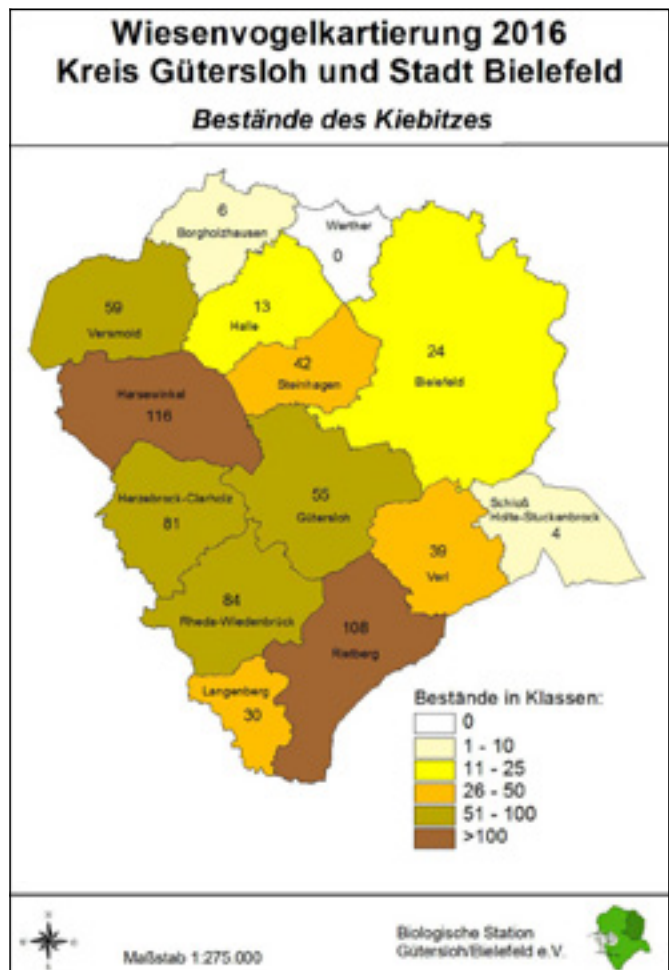 Wiesenvogelkartierung 2016
Kreis Gütersloh und Stadt Bielefeld
Bestände des Kiebitzes
6
Borgholzhausen
Werther
0
59
Versmold
13
Halle
42
Steinhagen
24
Bielefeld
Harsewinkel
116
Herzebrock-Clarholz
81
55
Gütersloh
39
Verl
Schloß
Holte-Stuckenbrock
4
84
Rheda-Wiedenbrück
108
Rietberg
Langenberg
30
Bestände in Klassen:
0
1 - 10
11 - 25
26 - 50
51 - 100
>100
Maßstab 1:275.000
Biologische Station
Gütersloh/Bielefeld e.V.